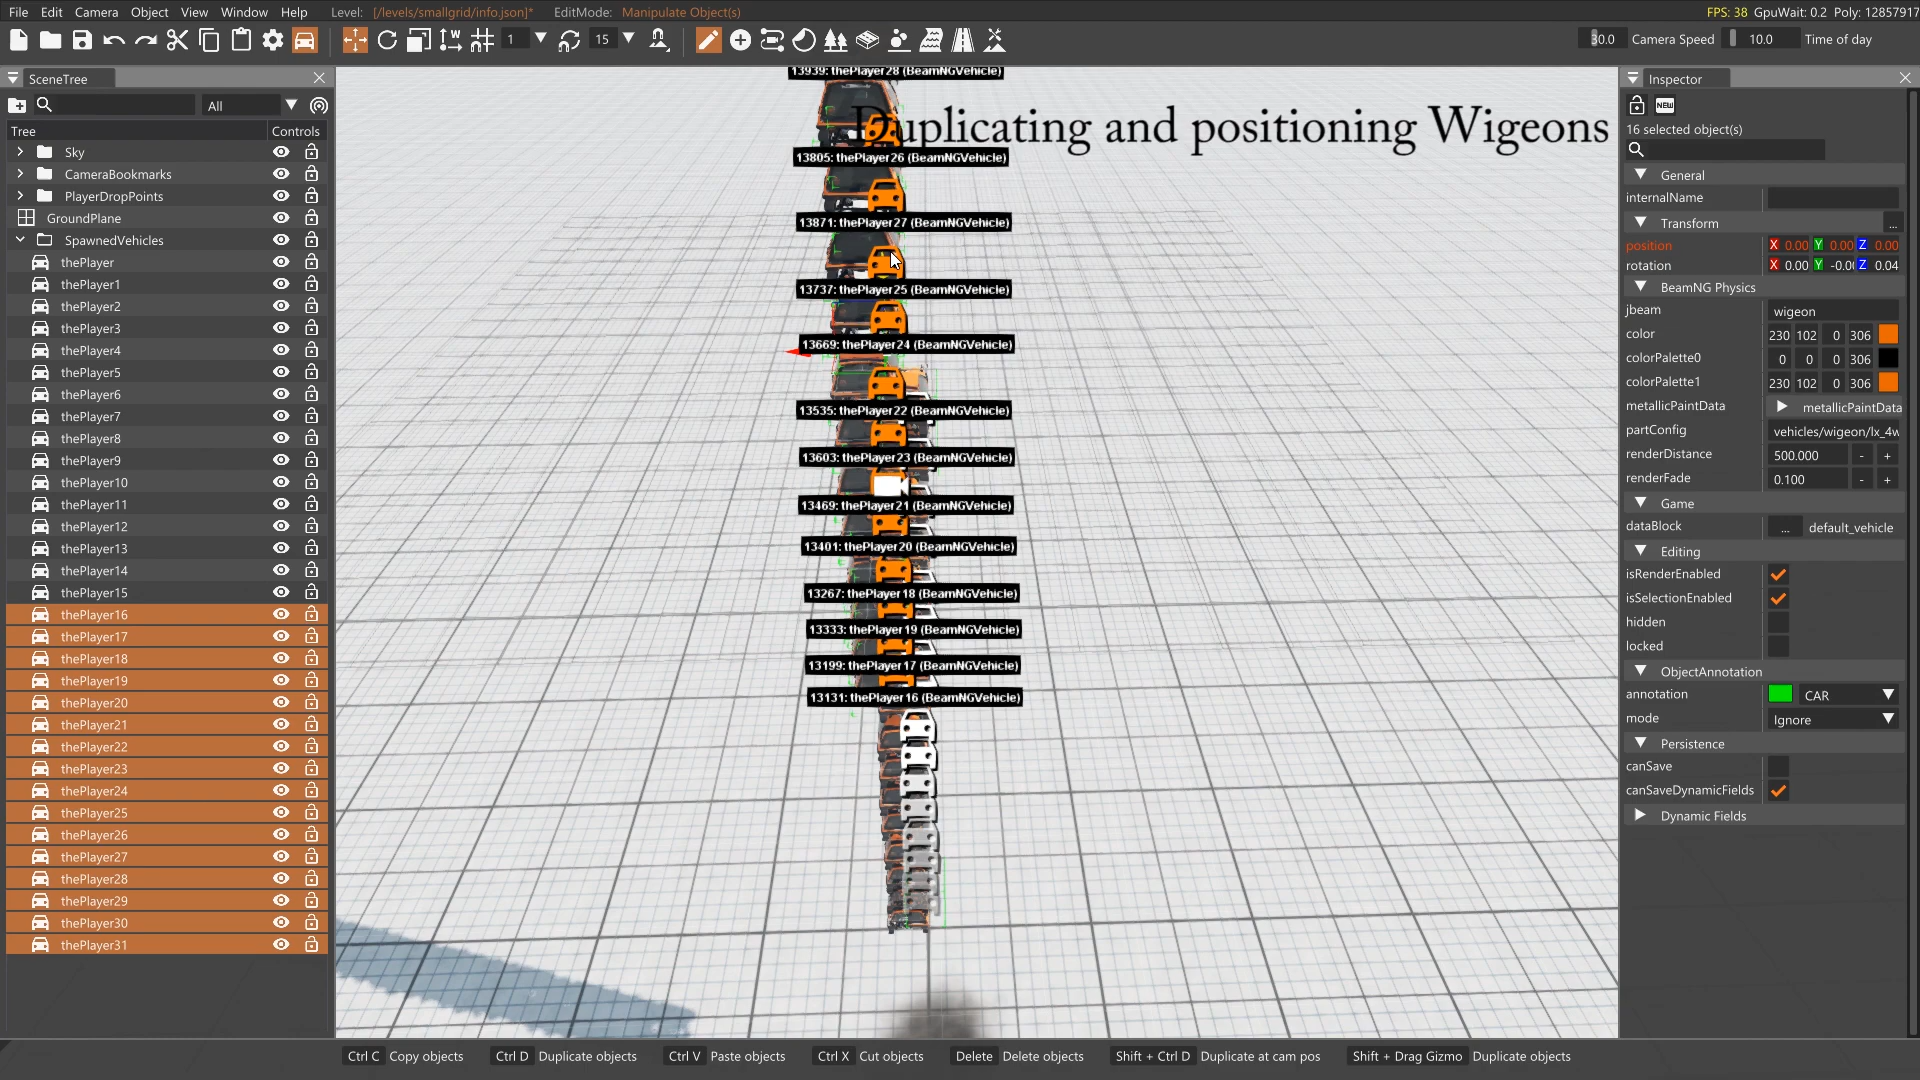 File Edit Camera Object View Window Help Level: [/levels/smallgrid/info.json]* EditMode: Manipulate Object(s) FPS: 38 GpuWait: 0.2 Poly: 12857917
1 15 30.0 Camera Speed 10.0 Time of day
SceneTree
All
Tree Controls
Sky
CameraBookmarks
PlayerDropPoints
GroundPlane
SpawnedVehicles
thePlayer
thePlayer1
thePlayer2
thePlayer3
thePlayer4
thePlayer5
thePlayer6
thePlayer7
thePlayer8
thePlayer9
thePlayer10
thePlayer11
thePlayer12
thePlayer13
thePlayer14
thePlayer15
thePlayer16
thePlayer17
thePlayer18
thePlayer19
thePlayer20
thePlayer21
thePlayer22
thePlayer23
thePlayer24
thePlayer25
thePlayer26
thePlayer27
thePlayer28
thePlayer29
thePlayer30
thePlayer31
13939: thePlayer28 (BeamNGVehicle)
Duplicating and positioning Wigeons
13805: thePlayer26 (BeamNGVehicle)
13871: thePlayer27 (BeamNGVehicle)
13737: thePlayer25 (BeamNGVehicle)
13669: thePlayer24 (BeamNGVehicle)
13535: thePlayer22 (BeamNGVehicle)
13603: thePlayer23 (BeamNGVehicle)
13469: thePlayer21 (BeamNGVehicle)
13401: thePlayer20 (BeamNGVehicle)
13267: thePlayer18 (BeamNGVehicle)
13333: thePlayer19 (BeamNGVehicle)
13199: thePlayer17 (BeamNGVehicle)
13131: thePlayer16 (BeamNGVehicle)
Inspector
NEW
16 selected object(s)
General
internalName
Transform ...
position X 0.00 Y 0.00 Z 0.00
rotation X 0.00 Y -0.0 Z 0.04
BeamNG Physics
jbeam wigeon
color 230 102 0 306
colorPalette0 0 0 0 306
colorPalette1 230 102 0 306
metallicPaintData metallicPaintData
partConfig vehicles/wigeon/lx_4w
renderDistance 500.000 - +
renderFade 0.100 - +
Game
dataBlock ... default_vehicle
Editing
isRenderEnabled
isSelectionEnabled
hidden
locked
ObjectAnnotation
annotation CAR
mode Ignore
Persistence
canSave
canSaveDynamicFields
Dynamic Fields
Ctrl C Copy objects Ctrl D Duplicate objects Ctrl V Paste objects Ctrl X Cut objects Delete Delete objects Shift + Ctrl D Duplicate at cam pos Shift + Drag Gizmo Duplicate objects